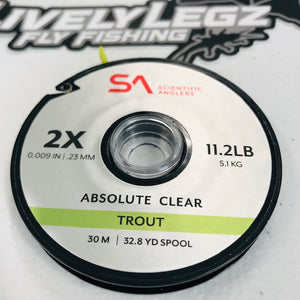 LIVELYLEGZ
FLY FISHING
SA
SCIENTIFIC
ANGLERS
2X
0.009 IN | .23 MM
11.2LB
5.1 KG
ABSOLUTE CLEAR
TROUT
30 M | 32.8 YD SPOOL